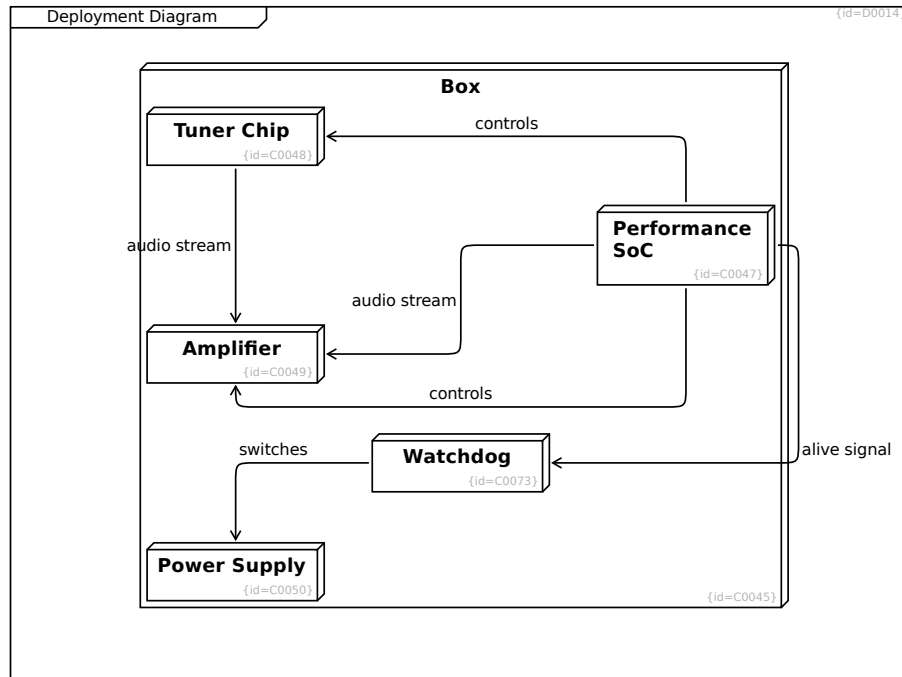 Deployment Diagram
{id=D0014}
Box
Tuner Chip
{id=C0048}
controls
Performance
SoC
{id=C0047}
audio stream
audio stream
Amplifier
{id=C0049}
controls
Watchdog
{id=C0073}
switches
alive signal
Power Supply
{id=C0050}
{id=C0045}